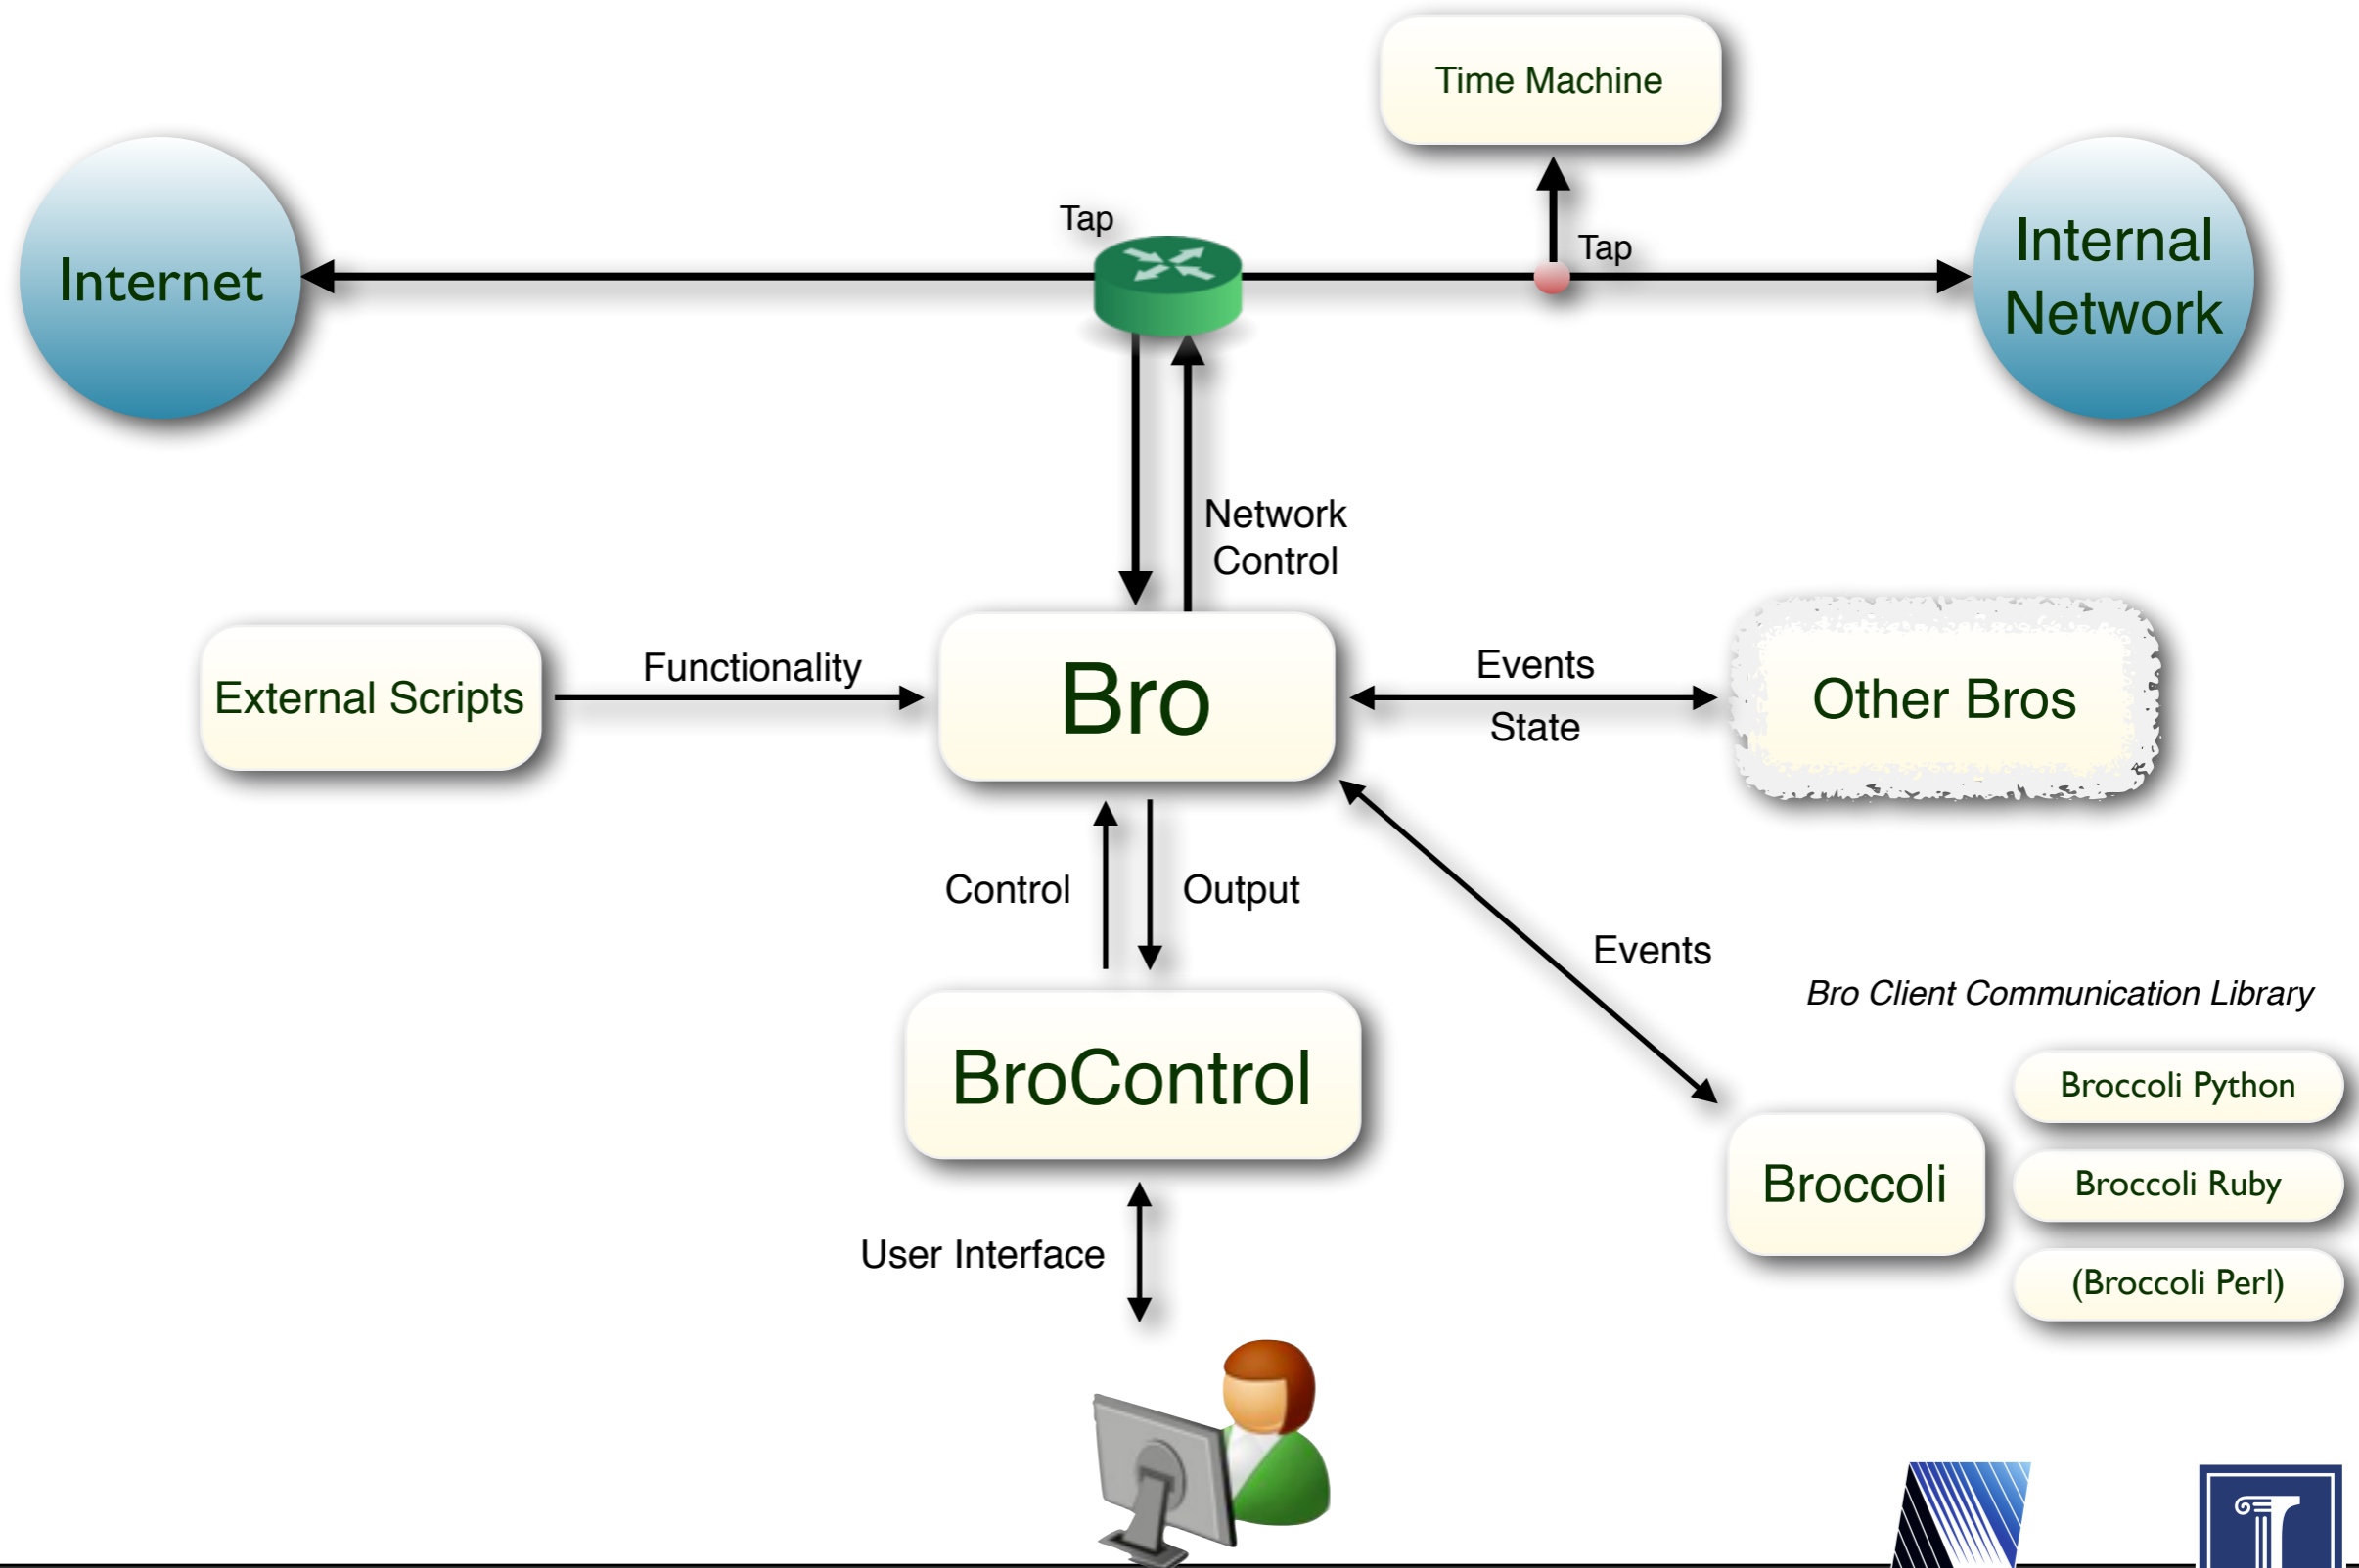 Time Machine
Tap
Tap
Internet
Internal
Network
Network
Control
External Scripts
Functionality
Bro
Events
State
Other Bros
Control
Output
Events
Bro Client Communication Library
BroControl
Broccoli Python
Broccoli
Broccoli Ruby
(Broccoli Perl)
User Interface